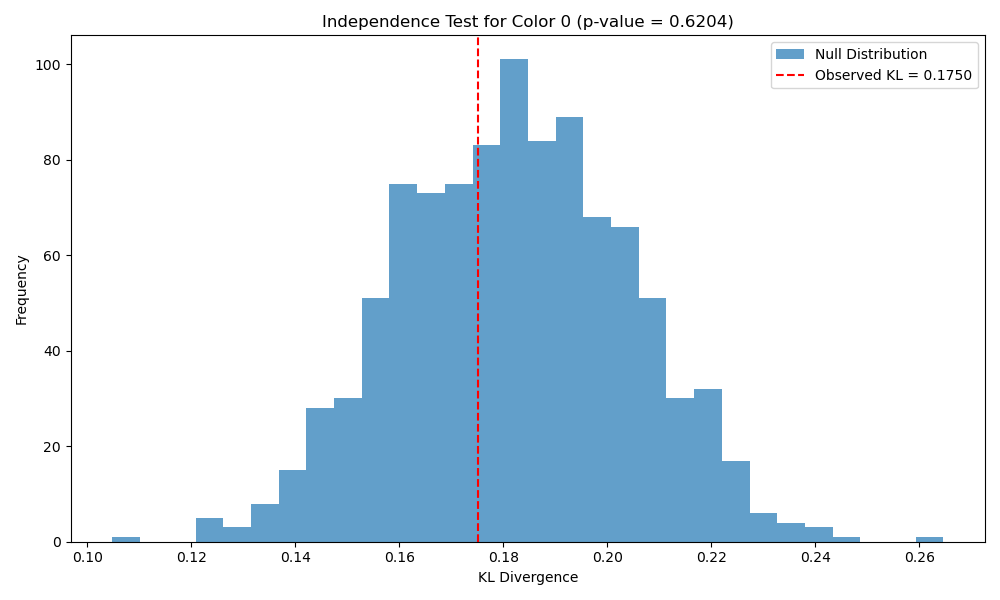 Independence Test for Color 0 (p-value = 0.6204)
Null Distribution
Observed KL = 0.1750
Frequency
100
80
60
40
20
0
0.10 0.12 0.14 0.16 0.18 0.20 0.22 0.24 0.26
KL Divergence